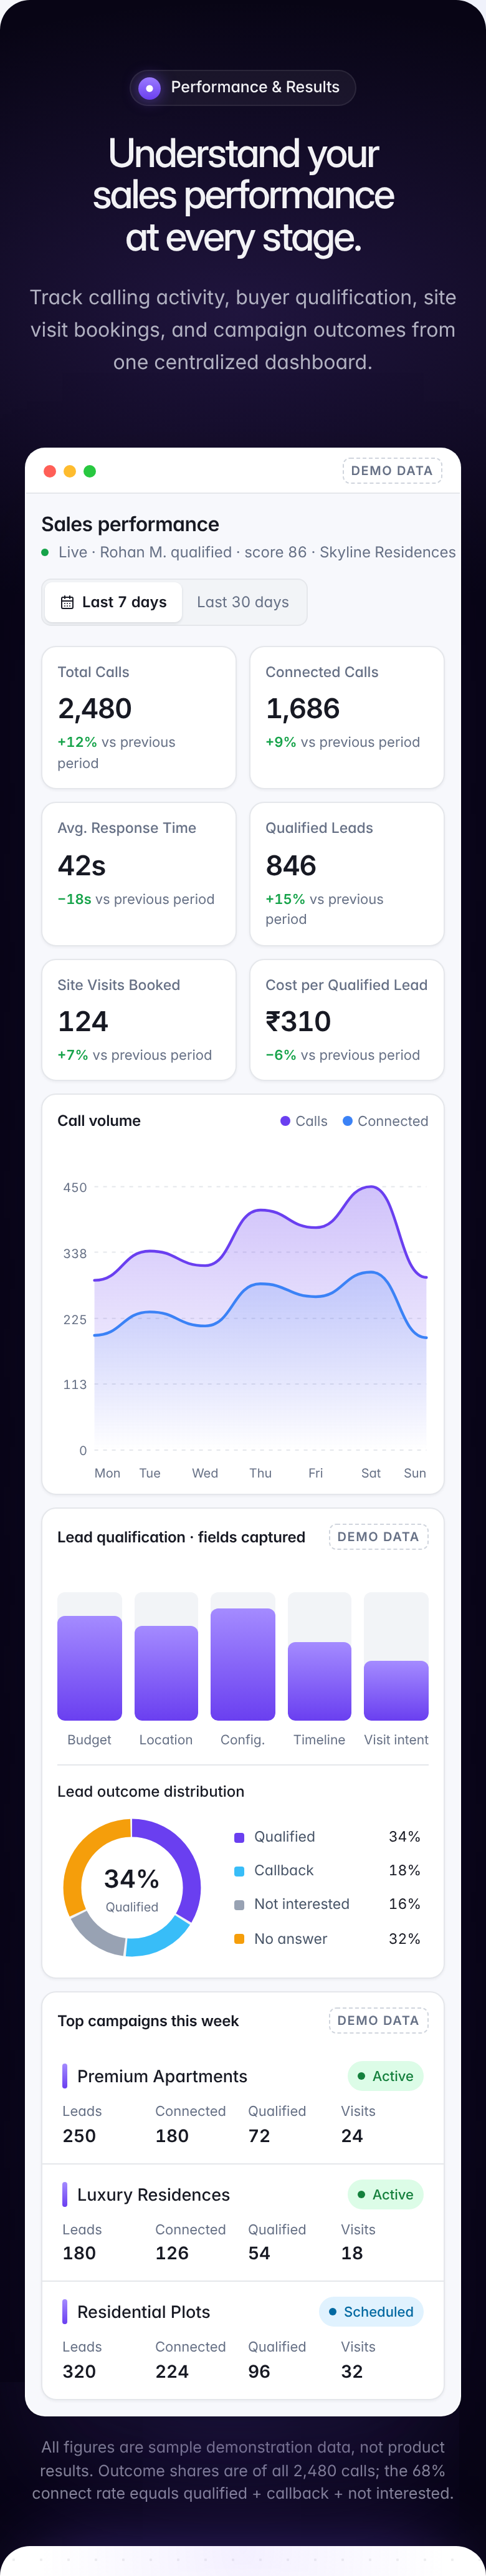 Performance & Results
Understand your
sales performance
at every stage.
Track calling activity, buyer qualification, site
visit bookings, and campaign outcomes from
one centralized dashboard.
DEMO DATA
Sales performance
Live · Rohan M. qualified · score 86 · Skyline Residences
Last 7 days Last 30 days
Total Calls
2,480
+12% vs previous
period
Connected Calls
1,686
+9% vs previous period
Avg. Response Time
42s
−18s vs previous period
Qualified Leads
846
+15% vs previous
period
Site Visits Booked
124
+7% vs previous period
Cost per Qualified Lead
₹310
−6% vs previous period
Call volume
Calls Connected
450
338
225
113
0
Mon Tue Wed Thu Fri Sat Sun
Lead qualification · fields captured
DEMO DATA
Budget Location Config. Timeline Visit intent
Lead outcome distribution
34%
Qualified
Qualified 34%
Callback 18%
Not interested 16%
No answer 32%
Top campaigns this week
DEMO DATA
Premium Apartments Active
Leads Connected Qualified Visits
250 180 72 24
Luxury Residences Active
Leads Connected Qualified Visits
180 126 54 18
Residential Plots Scheduled
Leads Connected Qualified Visits
320 224 96 32
All figures are sample demonstration data, not product
results. Outcome shares are of all 2,480 calls; the 68%
connect rate equals qualified + callback + not interested.